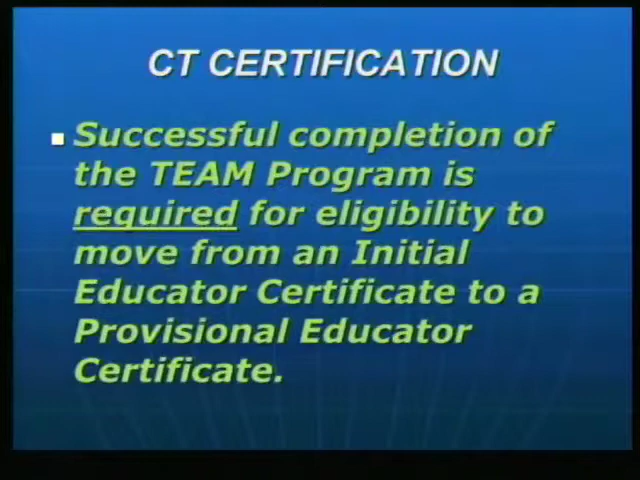 CT CERTIFICATION
Successful completion of
the TEAM Program is
required for eligibility to
move from an Initial
Educator Certificate to a
Provisional Educator
Certificate.